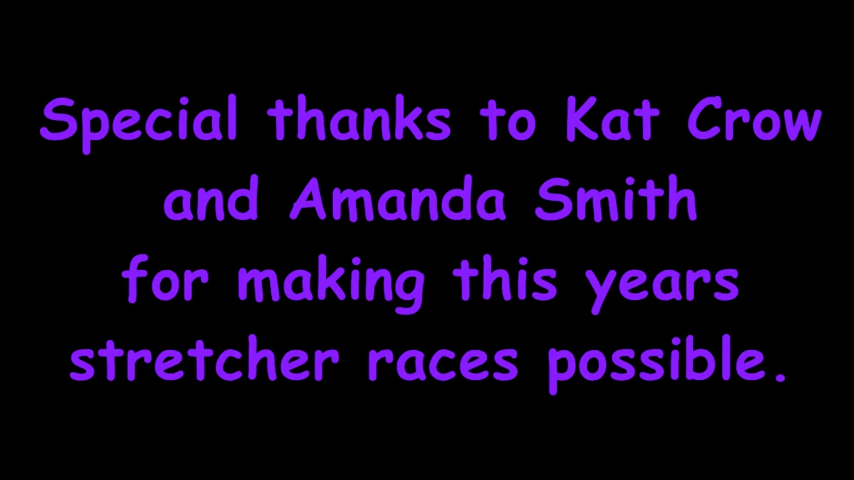 Special thanks to Kat Crow
and Amanda Smith
for making this years
stretcher races possible.